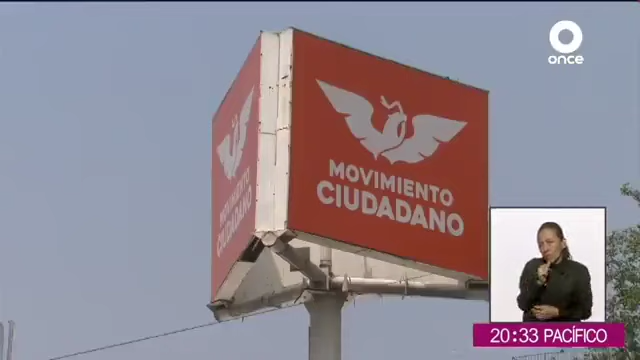 once
MOVIMIENTO
CIUDADANO
MOVIMIENTO
CIUDADANO
20:33 PACÍFICO